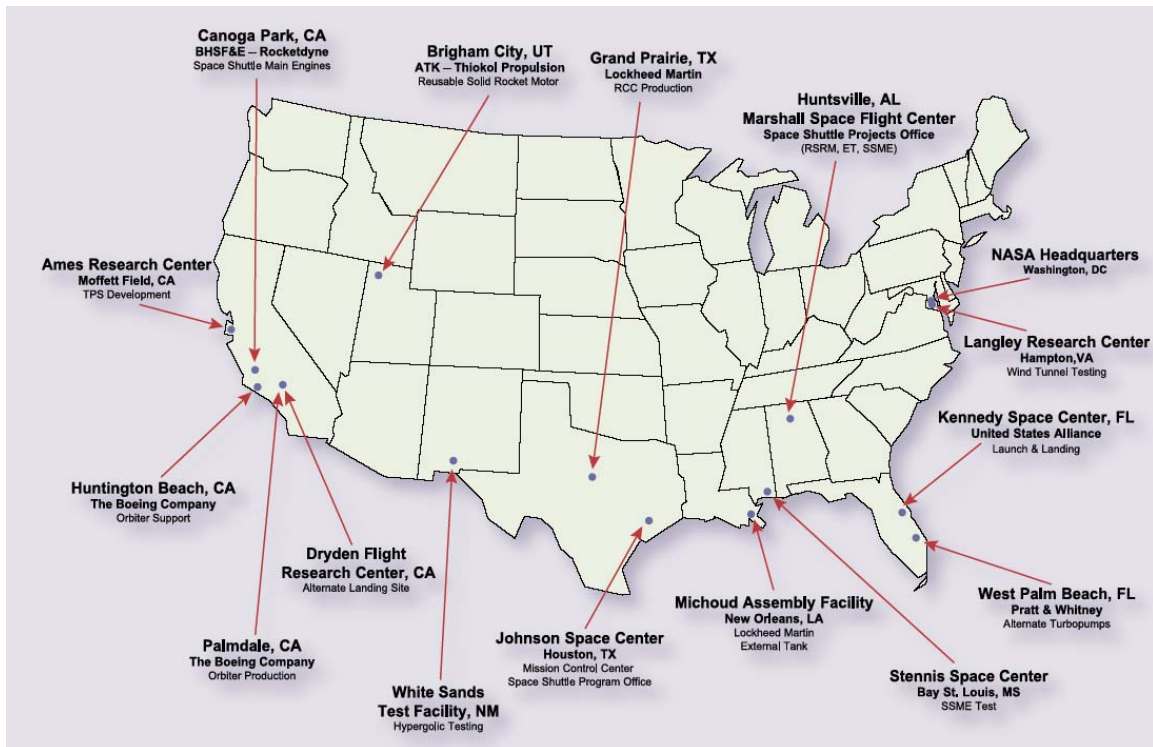 Canoga Park, CA
BHSF&E – Rocketdyne
Space Shuttle Main Engines
Brigham City, UT
ATK – Thiokol Propulsion
Reusable Solid Rocket Motor
Grand Prairie, TX
Lockheed Martin
RCC Production
Huntsville, AL
Marshall Space Flight Center
Space Shuttle Projects Office
(RSRM, ET, SSME)
Ames Research Center
Moffett Field, CA
TPS Development
NASA Headquarters
Washington, DC
Langley Research Center
Hampton,VA
Wind Tunnel Testing
Kennedy Space Center, FL
United States Alliance
Launch & Landing
Huntington Beach, CA
The Boeing Company
Orbiter Support
Dryden Flight
Research Center, CA
Alternate Landing Site
West Palm Beach, FL
Pratt & Whitney
Alternate Turbopumps
Michoud Assembly Facility
New Orleans, LA
Lockheed Martin
External Tank
Palmdale, CA
The Boeing Company
Orbiter Production
Johnson Space Center
Houston, TX
Mission Control Center
Space Shuttle Program Office
Stennis Space Center
Bay St. Louis, MS
SSME Test
White Sands
Test Facility, NM
Hypergolic Testing